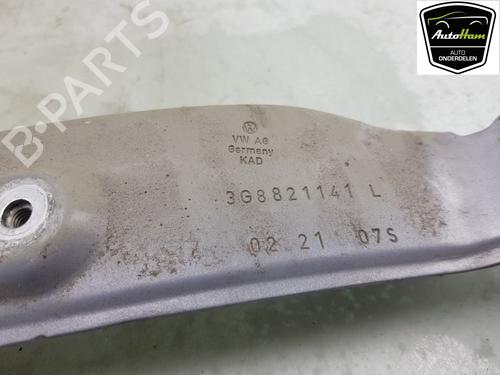 AutoHam
AUTO
ONDERDELEN
B-PARTS
VW AG
Germany
KAD
3G8821141 L
02 21 07S